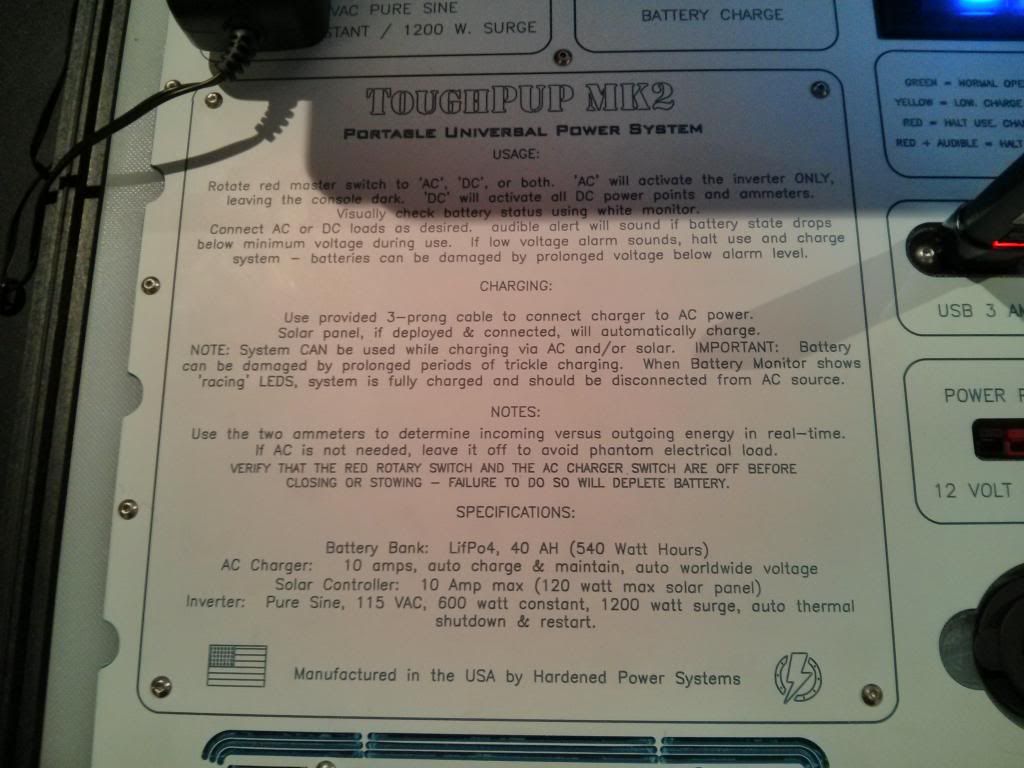 VAC PURE SINE
/ 1200 W. SURGE
BATTERY CHARGE
TOUGHPUP MK2
PORTABLE UNIVERSAL POWER SYSTEM
USAGE:
Rotate red master switch to 'AC', 'DC', or both. 'AC' will activate the inverter ONLY,
leaving the console dark. 'DC' will activate all DC power points and ammeters.
Visually check battery status using white monitor.
Connect AC or DC loads as desired. audible alert will sound if battery state drops
below minimum voltage during use. If low voltage alarm sounds, halt use and charge
system – batteries can be damaged by prolonged voltage below alarm level.
CHARGING:
Use provided 3-prong cable to connect charger to AC power.
Solar panel, if deployed & connected, will automatically charge.
NOTE: System CAN be used while charging via AC and/or solar. IMPORTANT: Battery
can be damaged by prolonged periods of trickle charging. When Battery Monitor shows
'racing' LEDS, system is fully charged and should be disconnected from AC source.
NOTES:
Use the two ammeters to determine incoming versus outgoing energy in real-time.
If AC is not needed, leave it off to avoid phantom electrical load.
VERIFY THAT THE RED ROTARY SWITCH AND THE AC CHARGER SWITCH ARE OFF BEFORE
CLOSING OR STOWING – FAILURE TO DO SO WILL DEPLETE BATTERY.
SPECIFICATIONS:
Battery Bank: LifPo4, 40 AH (540 Watt Hours)
AC Charger: 10 amps, auto charge & maintain, auto worldwide voltage
Solar Controller: 10 Amp max (120 watt max solar panel)
Inverter: Pure Sine, 115 VAC, 600 watt constant, 1200 watt surge, auto thermal
shutdown & restart.
Manufactured in the USA by Hardened Power Systems
GREEN = NORMAL OPE
YELLOW = LOW. CHARGE
RED = HALT USE. CHA
RED + AUDIBLE = HALT
USB 3 AM
POWER
12 VOLT